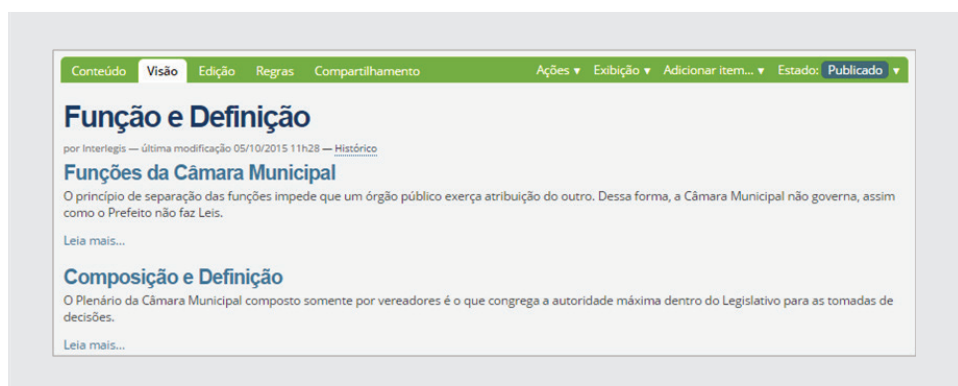 Conteúdo Visão Edição Regras Compartilhamento Ações ▾ Exibição ▾ Adicionar item... ▾ Estado: Publicado ▾
Função e Definição
por Interlegis — última modificação 05/10/2015 11h28 — Histórico
Funções da Câmara Municipal
O princípio de separação das funções impede que um órgão público exerça atribuição do outro. Dessa forma, a Câmara Municipal não governa, assim
como o Prefeito não faz Leis.
Leia mais...
Composição e Definição
O Plenário da Câmara Municipal composto somente por vereadores é o que congrega a autoridade máxima dentro do Legislativo para as tomadas de
decisões.
Leia mais...